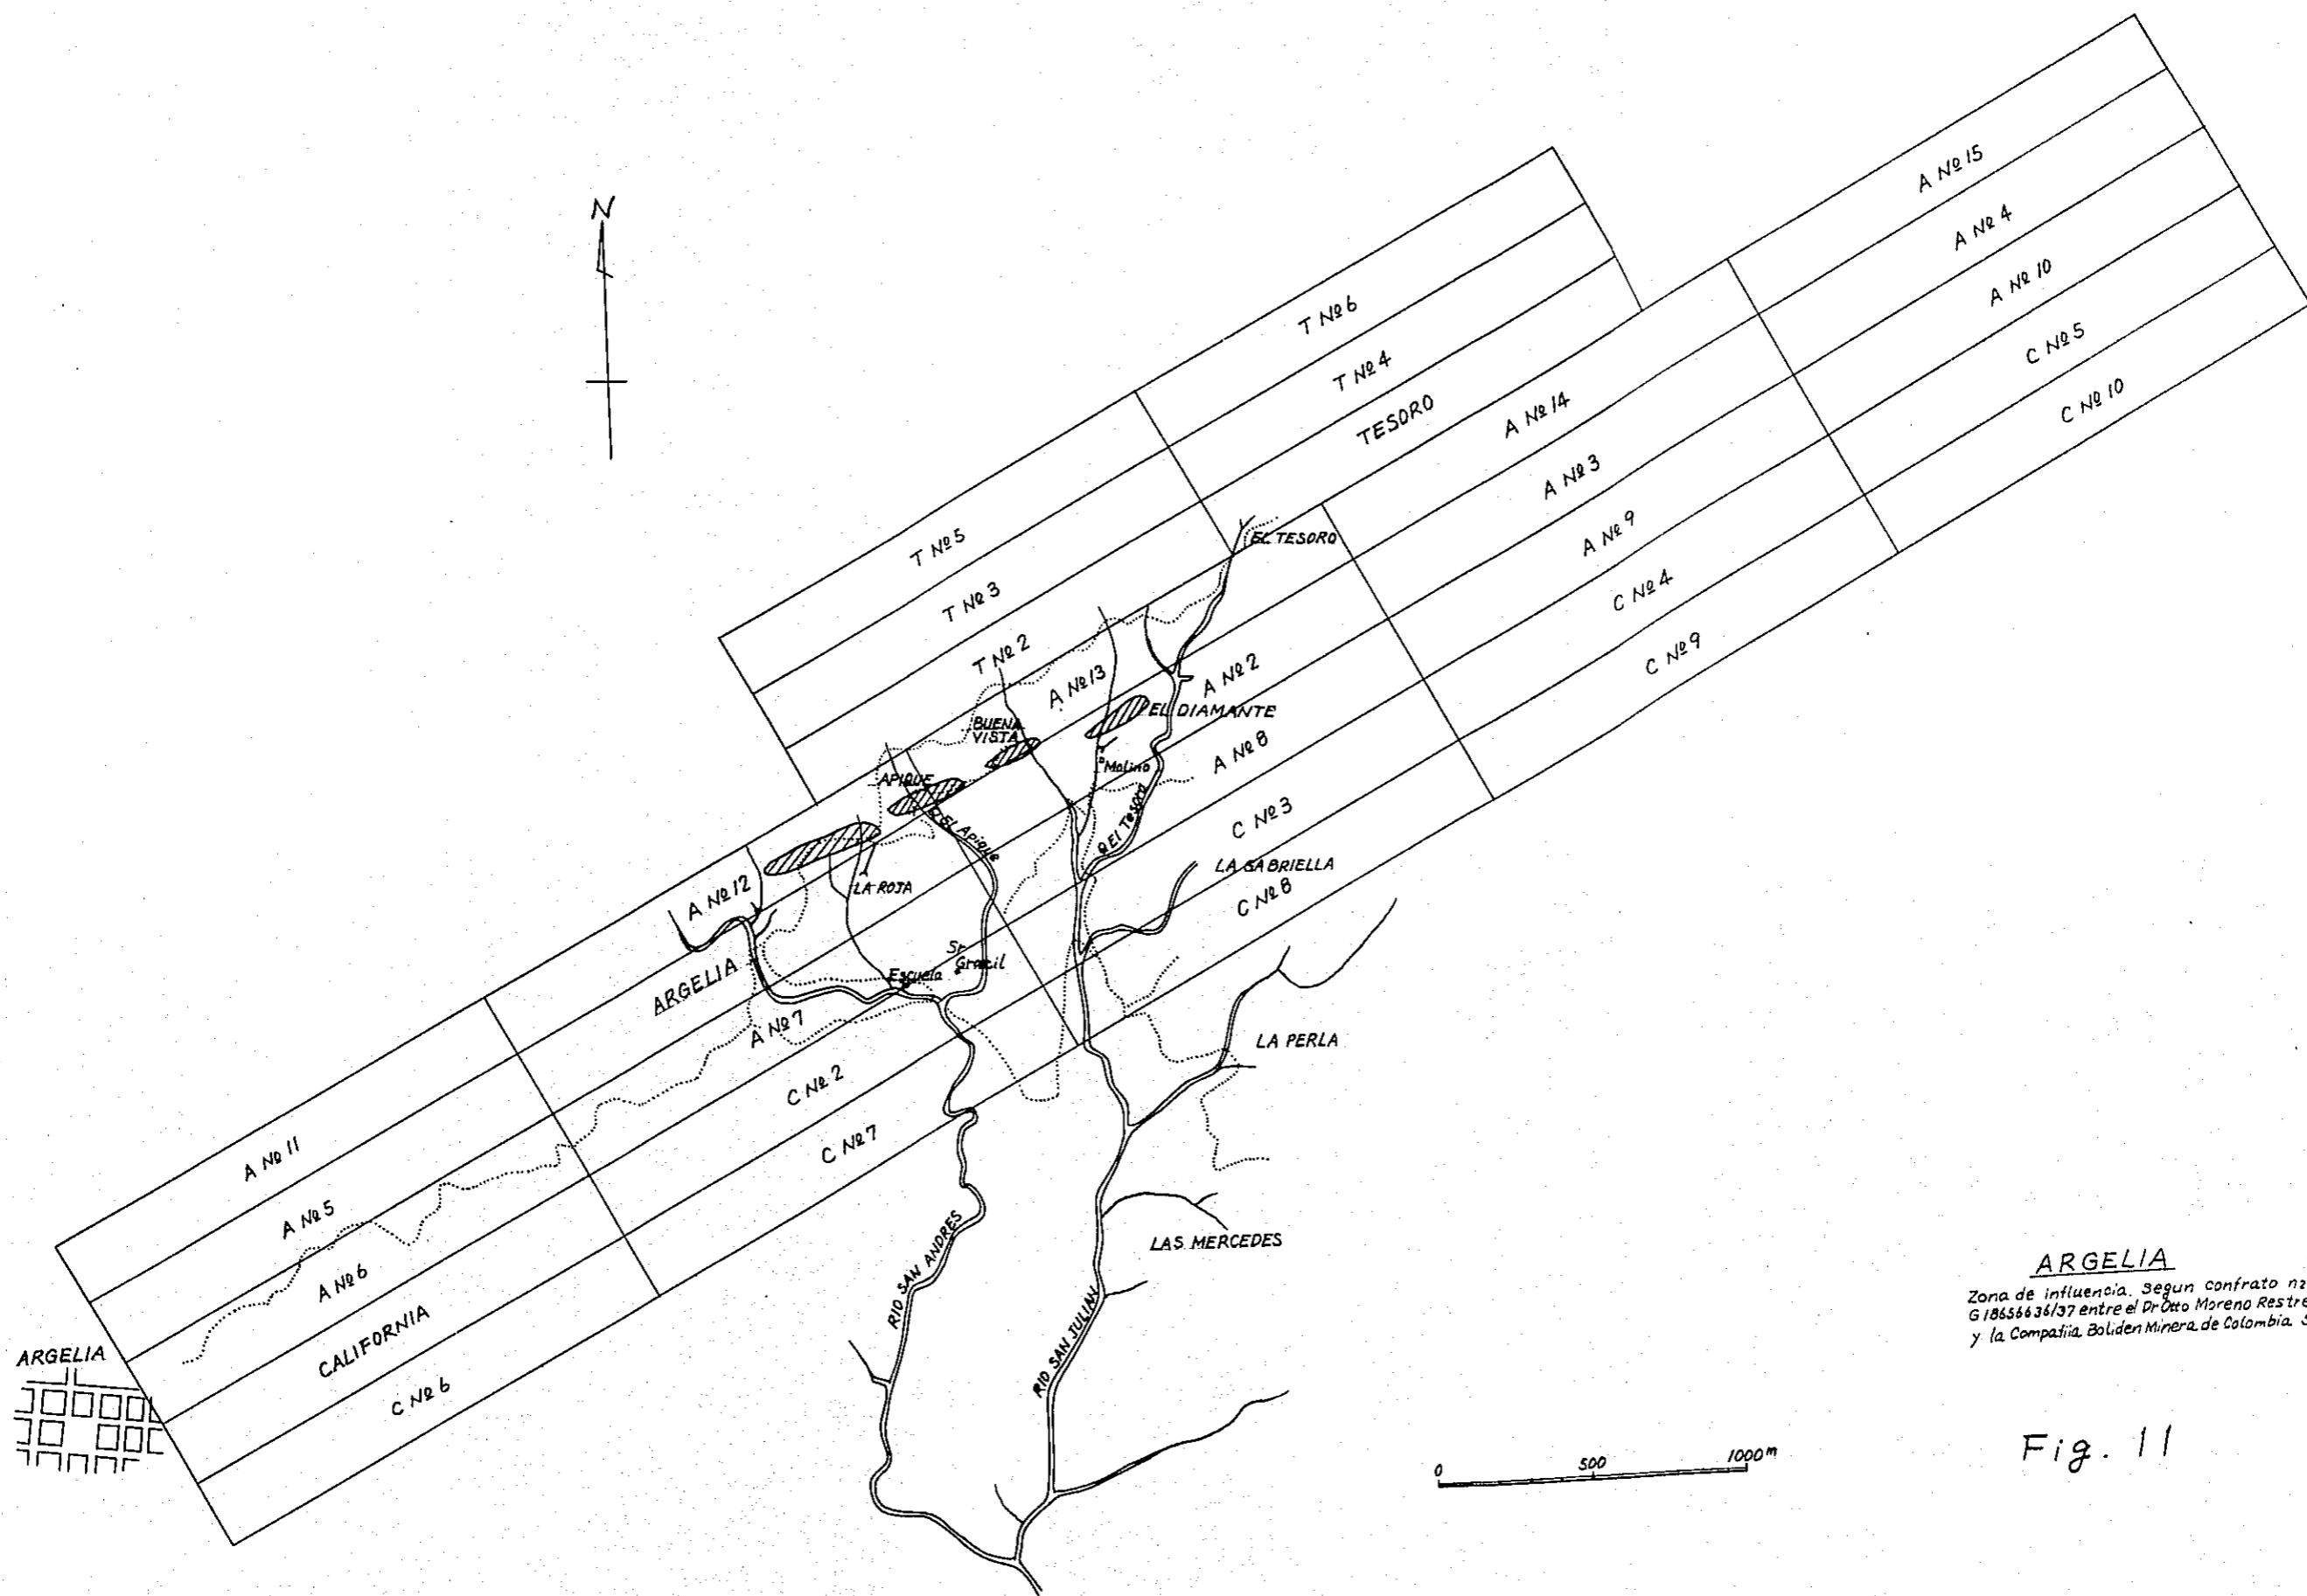 N
A Nº 15
A Nº 4
A Nº 10
C Nº 5
C Nº 10
T Nº 6
T Nº 4
TESORO
A Nº 14
A Nº 3
A Nº 9
C Nº 4
C Nº 9
T Nº 5
T Nº 3
T Nº 2
A Nº 13
A Nº 2
A Nº 8
C Nº 3
C Nº 8
EL TESORO
EL DIAMANTE
BUENA
VISTA
Molino
APIQUE
Q El Apique
Q El Tesoro
LA ROJA
LA GABRIELLA
A Nº 12
ARGELIA
A Nº 7
C Nº 2
C Nº 7
Sr
Gracil
Escuela
LA PERLA
A Nº 11
A Nº 5
A Nº 6
CALIFORNIA
C Nº 6
ARGELIA
RIO SAN ANDRES
RIO SAN JULIAN
LAS MERCEDES
0 500 1000 m
ARGELIA
Zona de influencia. Segun contrato
G 18656636/37 entre el Dr Otto Moreno Restre
y la Compañia Boliden Minera de Colombia S
Fig. 11